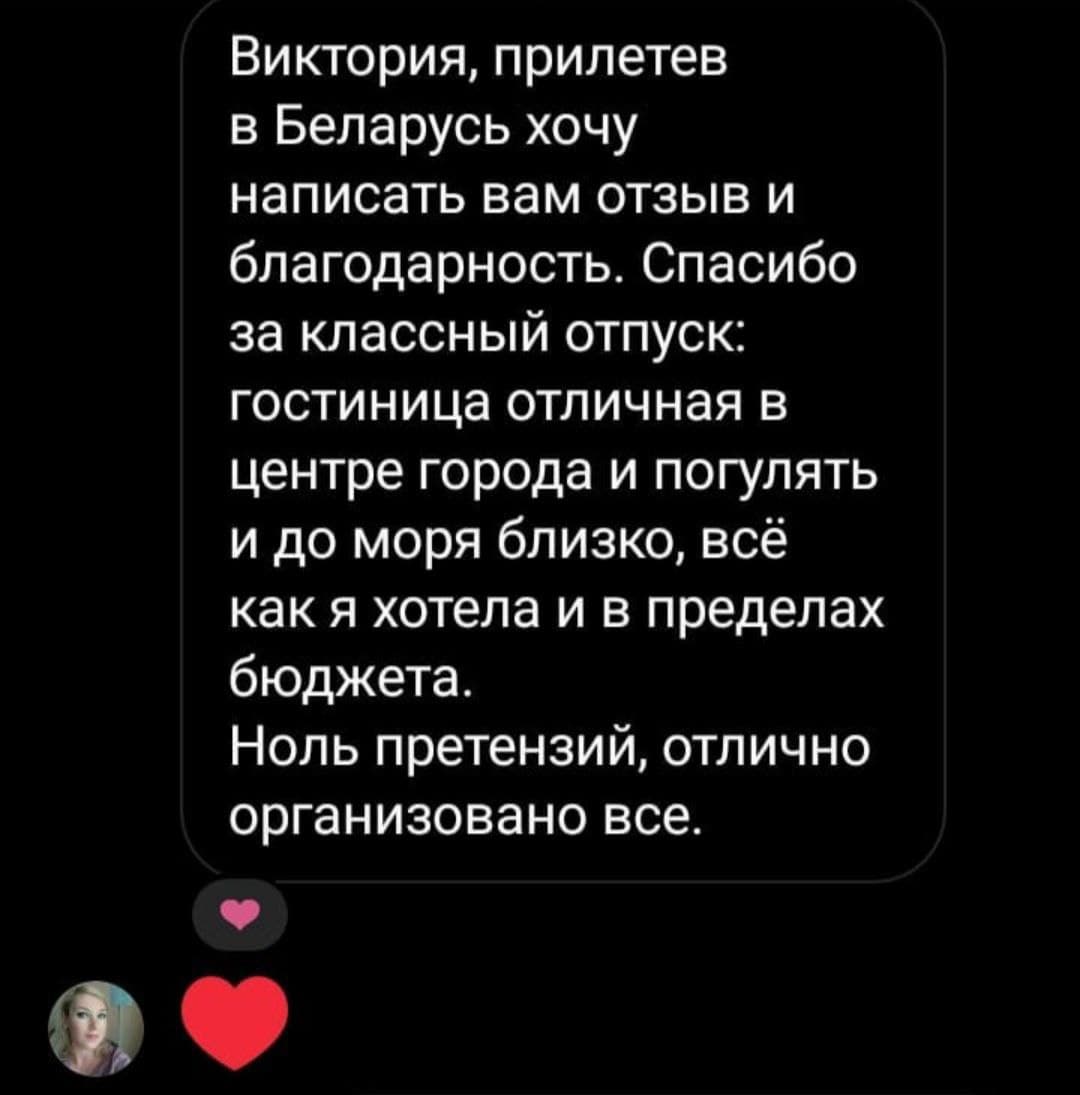 Виктория, прилетев
в Беларусь хочу
написать вам отзыв и
благодарность. Спасибо
за классный отпуск:
гостиница отличная в
центре города и погулять
и до моря близко, всё
как я хотела и в пределах
бюджета.
Ноль претензий, отлично
организовано все.